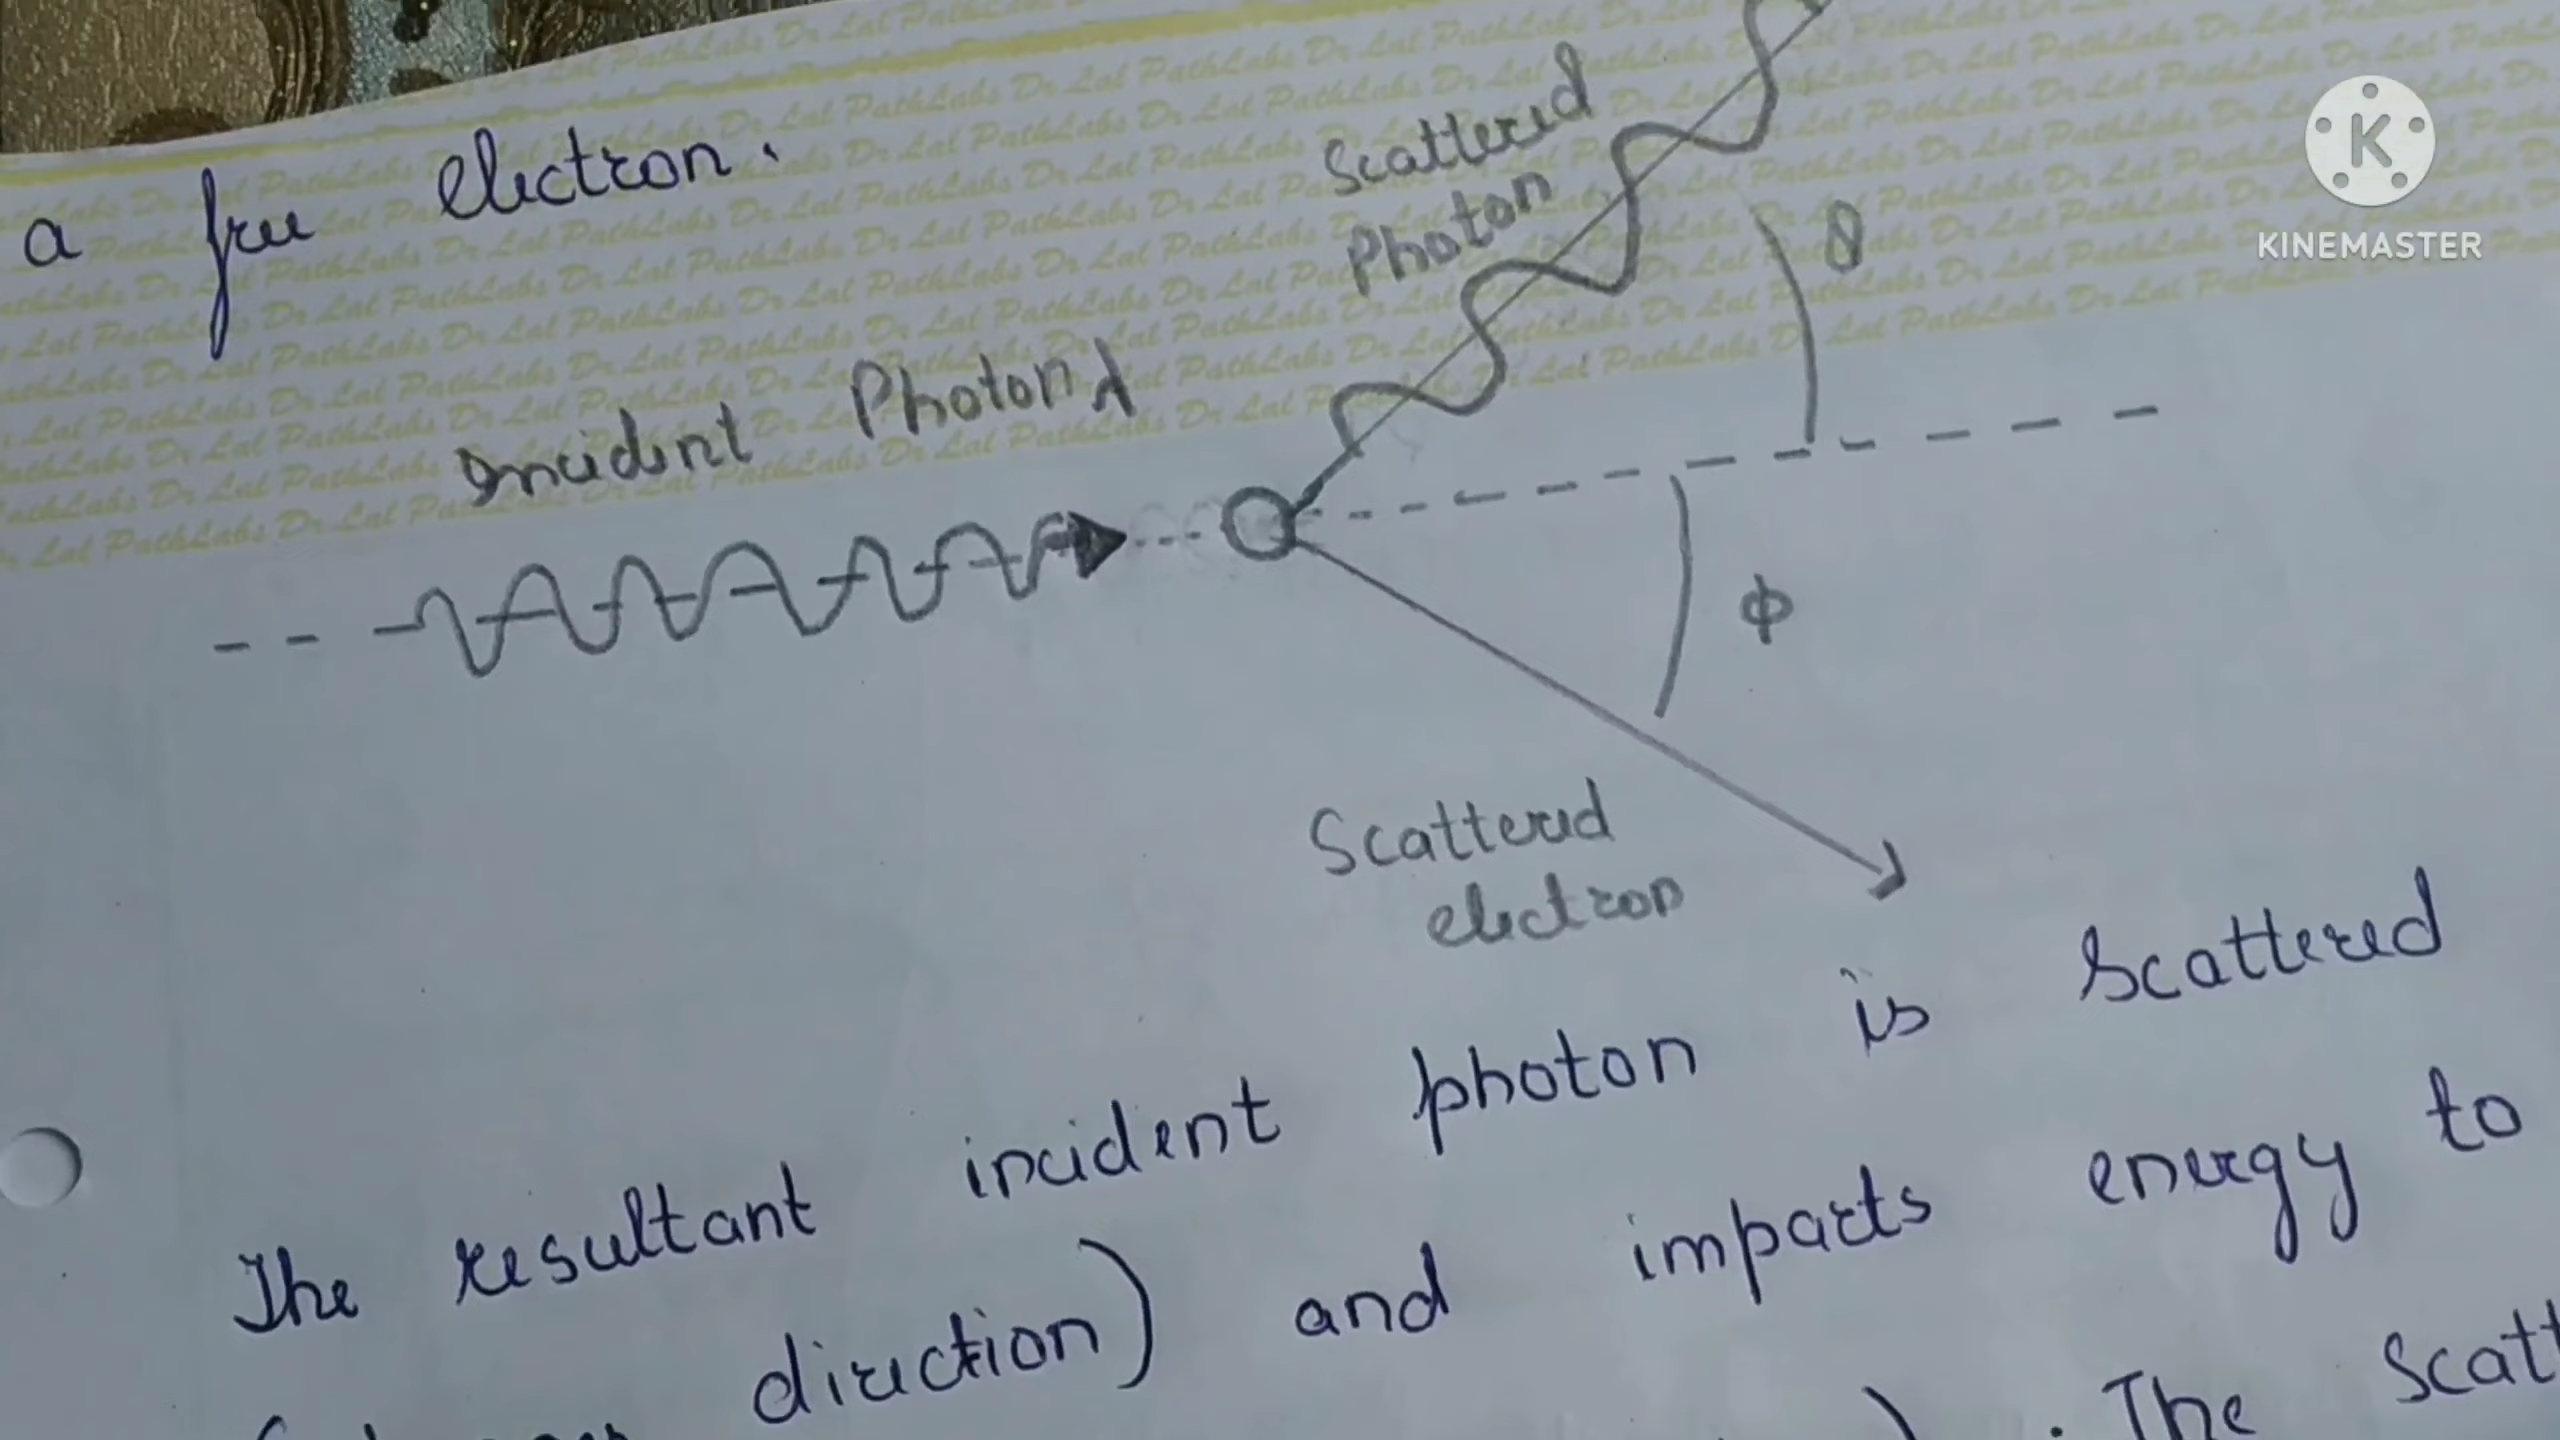 a free electron.
Scattered
Photon
θ
KINEMASTER
Incident Photon λ
ϕ
Scattered
electron
The resultant incident photon is scattered
direction) and imparts energy to
. The scatt